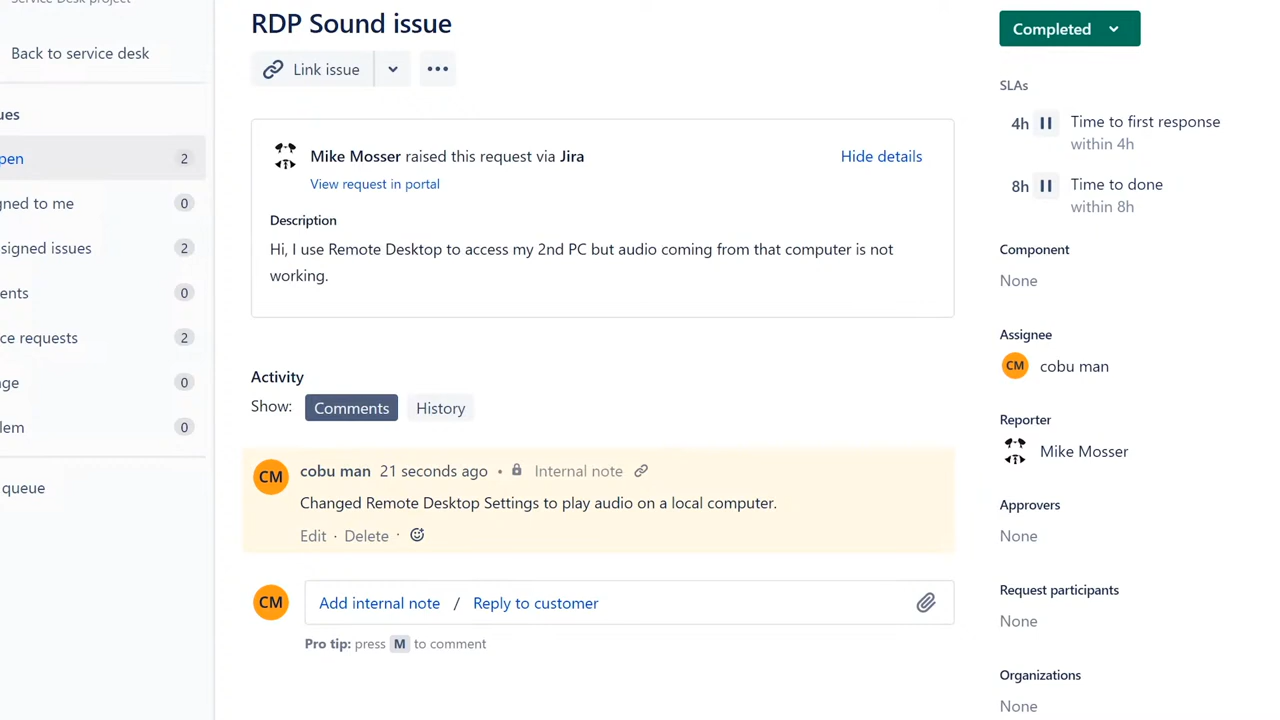 Service Desk project
Back to service desk
ues
pen 2
gned to me 0
signed issues 2
ents 0
ce requests 2
ge 0
lem 0
queue
RDP Sound issue
Link issue
Mike Mosser raised this request via Jira
Hide details
View request in portal
Description
Hi, I use Remote Desktop to access my 2nd PC but audio coming from that computer is not
working.
Activity
Show: Comments History
CM cobu man 21 seconds ago • Internal note
Changed Remote Desktop Settings to play audio on a local computer.
Edit · Delete ·
CM Add internal note / Reply to customer
Pro tip: press M to comment
Completed
SLAs
4h Time to first response
within 4h
8h Time to done
within 8h
Component
None
Assignee
CM cobu man
Reporter
Mike Mosser
Approvers
None
Request participants
None
Organizations
None